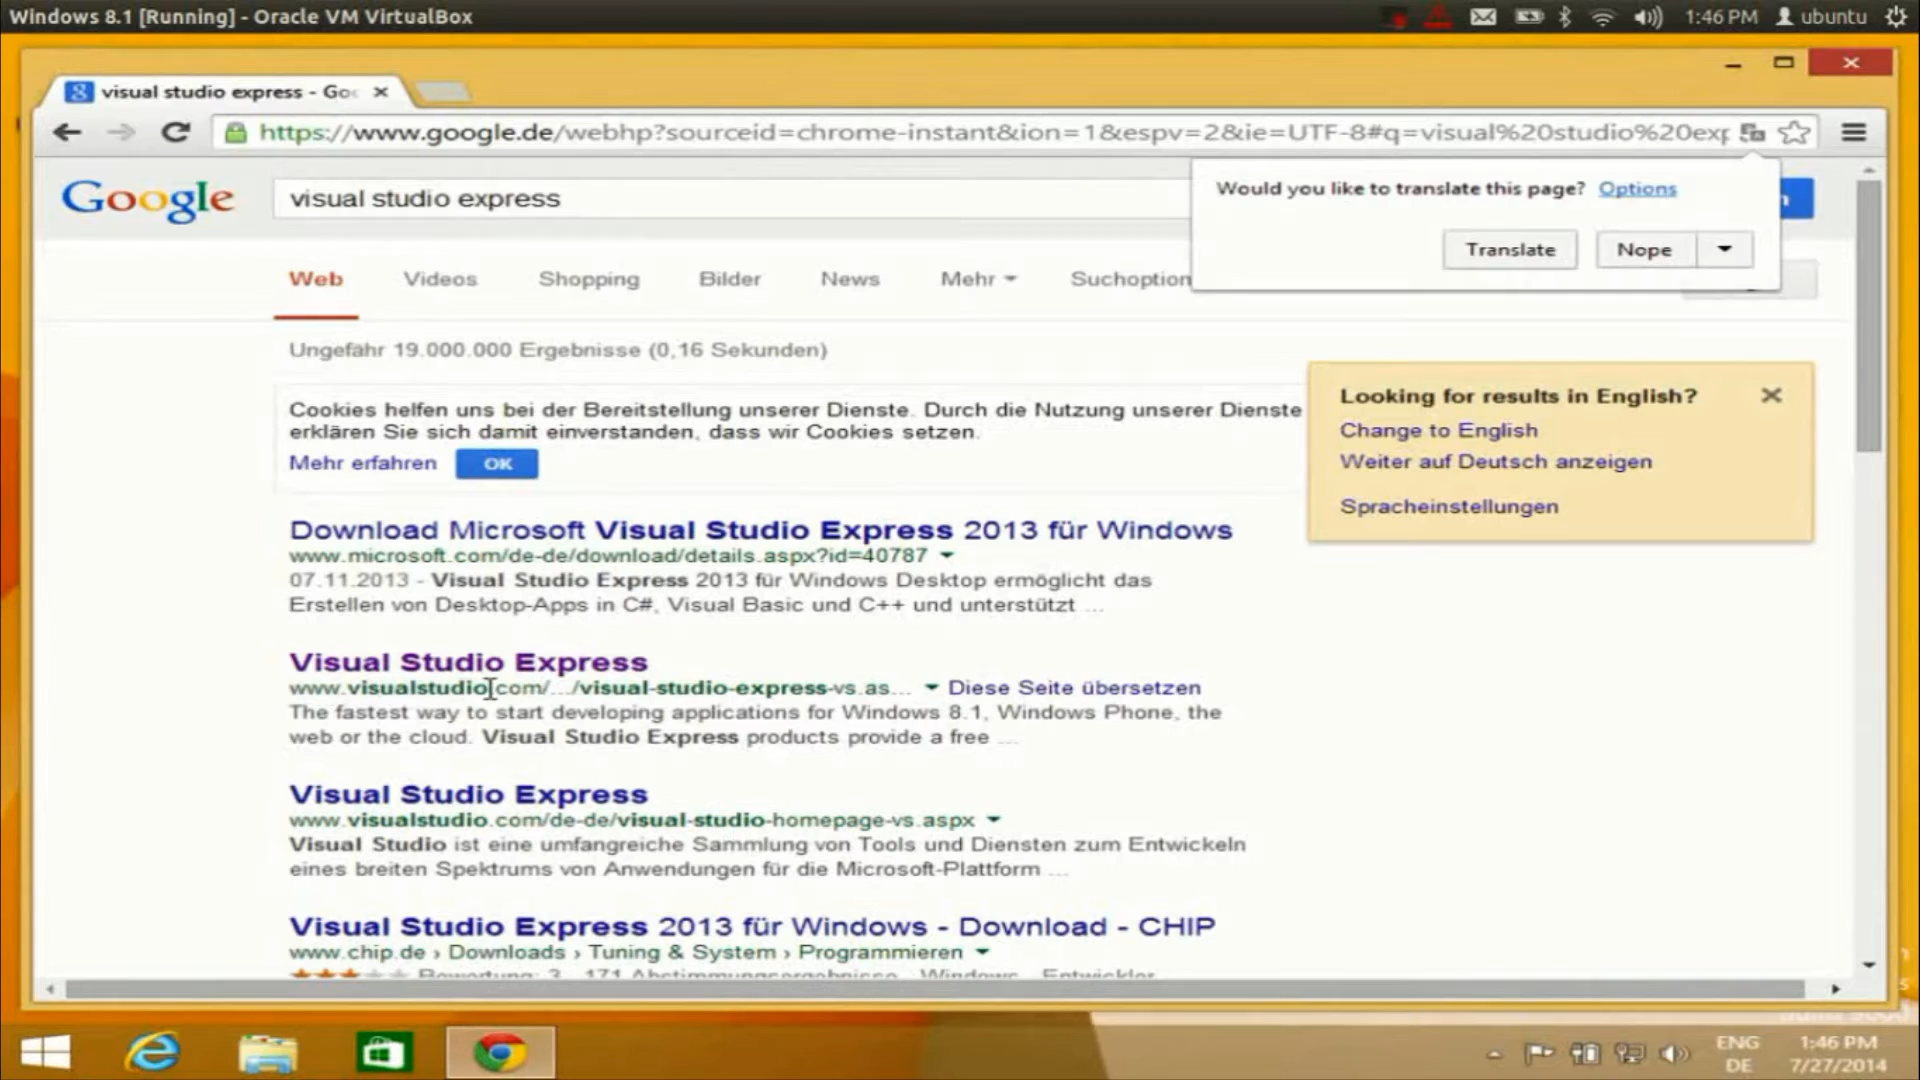 Windows 8.1 [Running] - Oracle VM VirtualBox
1:46 PM
ubuntu
visual studio express - Go
https://www.google.de/webhp?sourceid=chrome-instant&ion=1&espv=2&ie=UTF-8#q=visual%20studio%20exp
Google
visual studio express
Would you like to translate this page? Options
Translate
Nope
Web
Videos
Shopping
Bilder
News
Mehr
Suchoption
Ungefähr 19.000.000 Ergebnisse (0,16 Sekunden)
Cookies helfen uns bei der Bereitstellung unserer Dienste. Durch die Nutzung unserer Dienste
erklären Sie sich damit einverstanden, dass wir Cookies setzen.
Mehr erfahren
OK
Looking for results in English?
Change to English
Weiter auf Deutsch anzeigen
Spracheinstellungen
Download Microsoft Visual Studio Express 2013 für Windows
www.microsoft.com/de-de/download/details.aspx?id=40787
07.11.2013 - Visual Studio Express 2013 für Windows Desktop ermöglicht das
Erstellen von Desktop-Apps in C#, Visual Basic und C++ und unterstützt ...
Visual Studio Express
www.visualstudio.com/.../visual-studio-express-vs.as... Diese Seite übersetzen
The fastest way to start developing applications for Windows 8.1, Windows Phone, the
web or the cloud. Visual Studio Express products provide a free ...
Visual Studio Express
www.visualstudio.com/de-de/visual-studio-homepage-vs.aspx
Visual Studio ist eine umfangreiche Sammlung von Tools und Diensten zum Entwickeln
eines breiten Spektrums von Anwendungen für die Microsoft-Plattform ...
Visual Studio Express 2013 für Windows - Download - CHIP
www.chip.de › Downloads › Tuning & System › Programmieren
Bewertung: 3 - 171 Abstimmungsergebnisse - Windows - Entwickler
ENG
DE
1:46 PM
7/27/2014